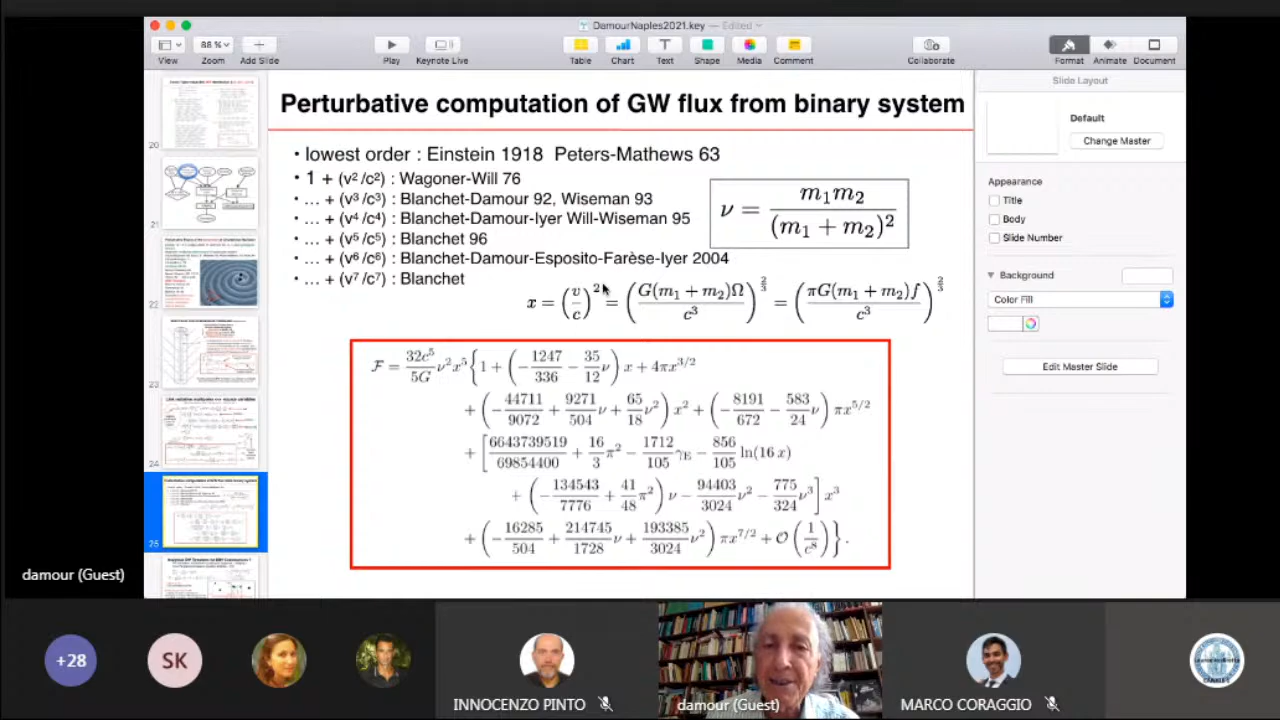 DamourNaples2021.key — Edited
88 %
View
Zoom
Add Slide
Play
Keynote Live
Table
Chart
Text
Shape
Media
Comment
Collaborate
Format
Animate
Document
Perturbative computation of GW flux from binary system
• lowest order : Einstein 1918 Peters-Mathews 63
• 1 + (v² /c²) : Wagoner-Will 76
• … + (v³ /c³) : Blanchet-Damour 92, Wiseman 93
• … + (v⁴ /c⁴) : Blanchet-Damour-Iyer Will-Wiseman 95
• … + (v⁵ /c⁵) : Blanchet 96
• … + (v⁶ /c⁶) : Blanchet-Damour-Esposito-Farèse-Iyer 2004
• … + (v⁷ /c⁷) : Blanchet
ν = m₁m₂ / (m₁ + m₂)²
x = (v/c)² (G(m₁ + m₂)Ω / c³)^{2/3} = (πG(m₁ + m₂)f / c³)^{2/3}
F = 32c⁵/5G ν²x⁵{1 + (−1247/336 − 35/12 ν) x + 4πx^{3/2}
+ (−44711/9072 + 9271/504 ν + 65/18 ν²) x² + (−8191/672 − 583/24 ν) πx^{5/2}
+ [6643739519/69854400 + 16/3 π² − 1712/105 γ_E − 856/105 ln(16 x)
+ (−134543/7776 + 41/48 π²) ν − 94403/3024 ν² − 775/324 ν³] x³
+ (−16285/504 + 214745/1728 ν + 193385/3024 ν²) πx^{7/2} + O(1/c⁸)}
Slide Layout
Default
Change Master
Appearance
Title
Body
Slide Number
Background
Color Fill
Edit Master Slide
20
21
22
23
24
25
damour (Guest)
+28
SK
INNOCENZO PINTO
damour (Guest)
MARCO CORAGGIO